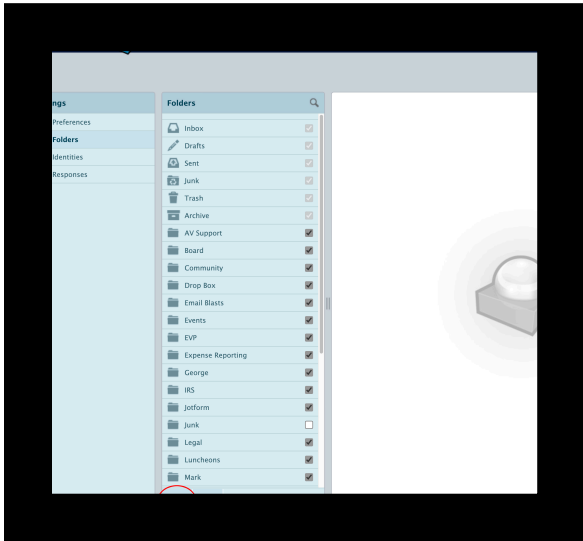 ngs
Preferences
Folders
Identities
Responses
Folders
Inbox
Drafts
Sent
Junk
Trash
Archive
AV Support
Board
Community
Drop Box
Email Blasts
Events
EVP
Expense Reporting
George
IRS
Jotform
Junk
Legal
Luncheons
Mark